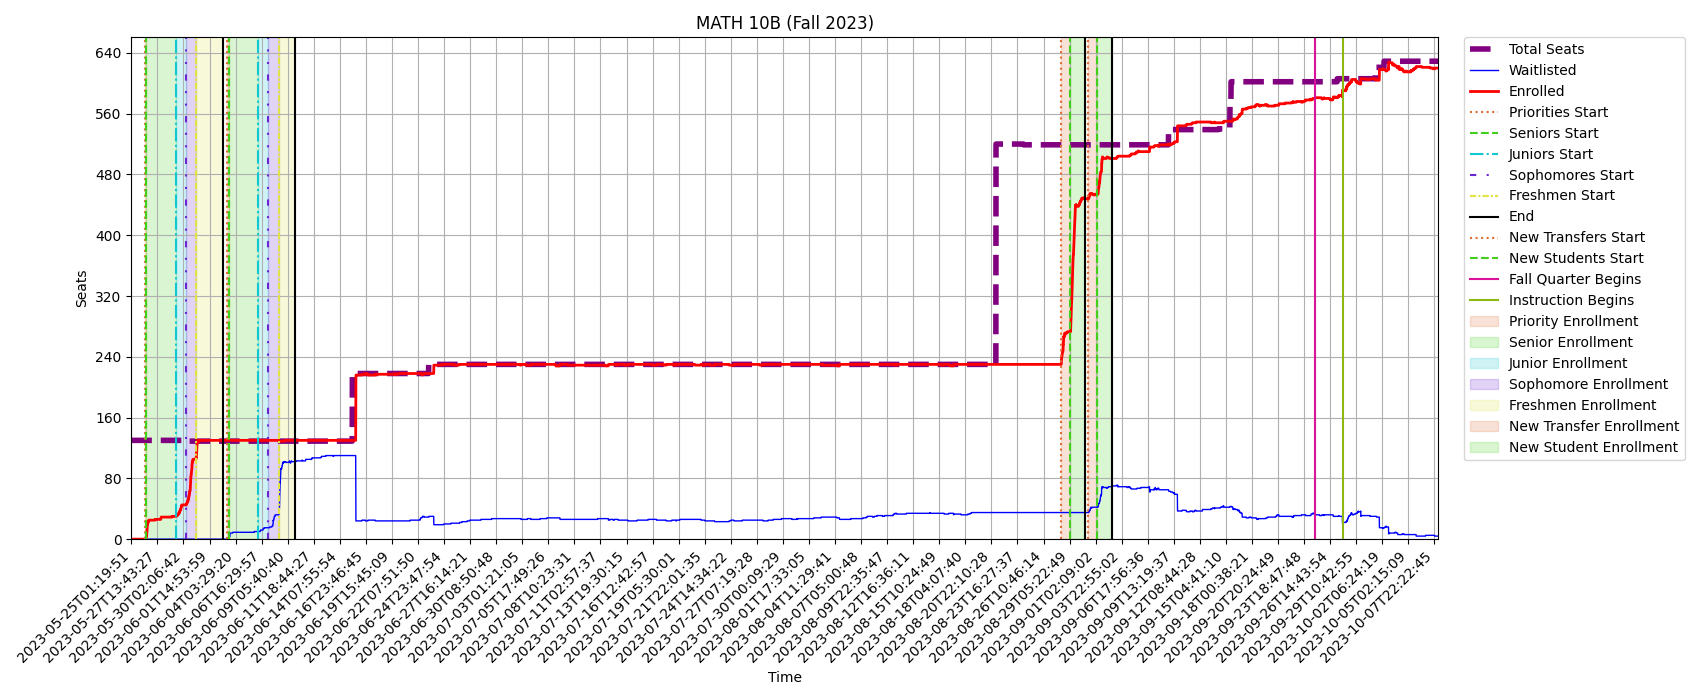 MATH 10B (Fall 2023)
Seats
640
560
480
400
320
240
160
80
0
2023-05-25T01:19:51
2023-05-27T13:43:27
2023-05-30T02:06:42
2023-06-01T14:53:59
2023-06-04T03:29:20
2023-06-06T16:29:57
2023-06-09T05:40:40
2023-06-11T18:44:27
2023-06-14T07:55:54
2023-06-16T23:46:45
2023-06-19T15:45:09
2023-06-22T07:51:50
2023-06-24T23:47:54
2023-06-27T16:14:21
2023-06-30T08:50:48
2023-07-03T01:21:05
2023-07-05T17:49:26
2023-07-08T10:23:31
2023-07-11T02:57:37
2023-07-13T19:30:15
2023-07-16T12:42:57
2023-07-19T05:30:01
2023-07-21T22:01:35
2023-07-24T14:34:22
2023-07-27T07:19:28
2023-07-30T00:09:29
2023-08-01T17:33:05
2023-08-04T11:29:41
2023-08-07T05:00:48
2023-08-09T22:35:47
2023-08-12T16:36:11
2023-08-15T10:24:49
2023-08-18T04:07:40
2023-08-20T22:10:28
2023-08-23T16:27:37
2023-08-26T10:46:14
2023-08-29T05:22:49
2023-09-01T02:09:02
2023-09-03T22:55:02
2023-09-06T17:56:36
2023-09-09T13:19:37
2023-09-12T08:44:28
2023-09-15T04:41:10
2023-09-18T00:38:21
2023-09-20T20:24:49
2023-09-23T18:47:48
2023-09-26T14:43:54
2023-09-29T10:42:55
2023-10-02T06:24:19
2023-10-05T02:15:09
2023-10-07T22:22:45
Time
Total Seats
Waitlisted
Enrolled
Priorities Start
Seniors Start
Juniors Start
Sophomores Start
Freshmen Start
End
New Transfers Start
New Students Start
Fall Quarter Begins
Instruction Begins
Priority Enrollment
Senior Enrollment
Junior Enrollment
Sophomore Enrollment
Freshmen Enrollment
New Transfer Enrollment
New Student Enrollment